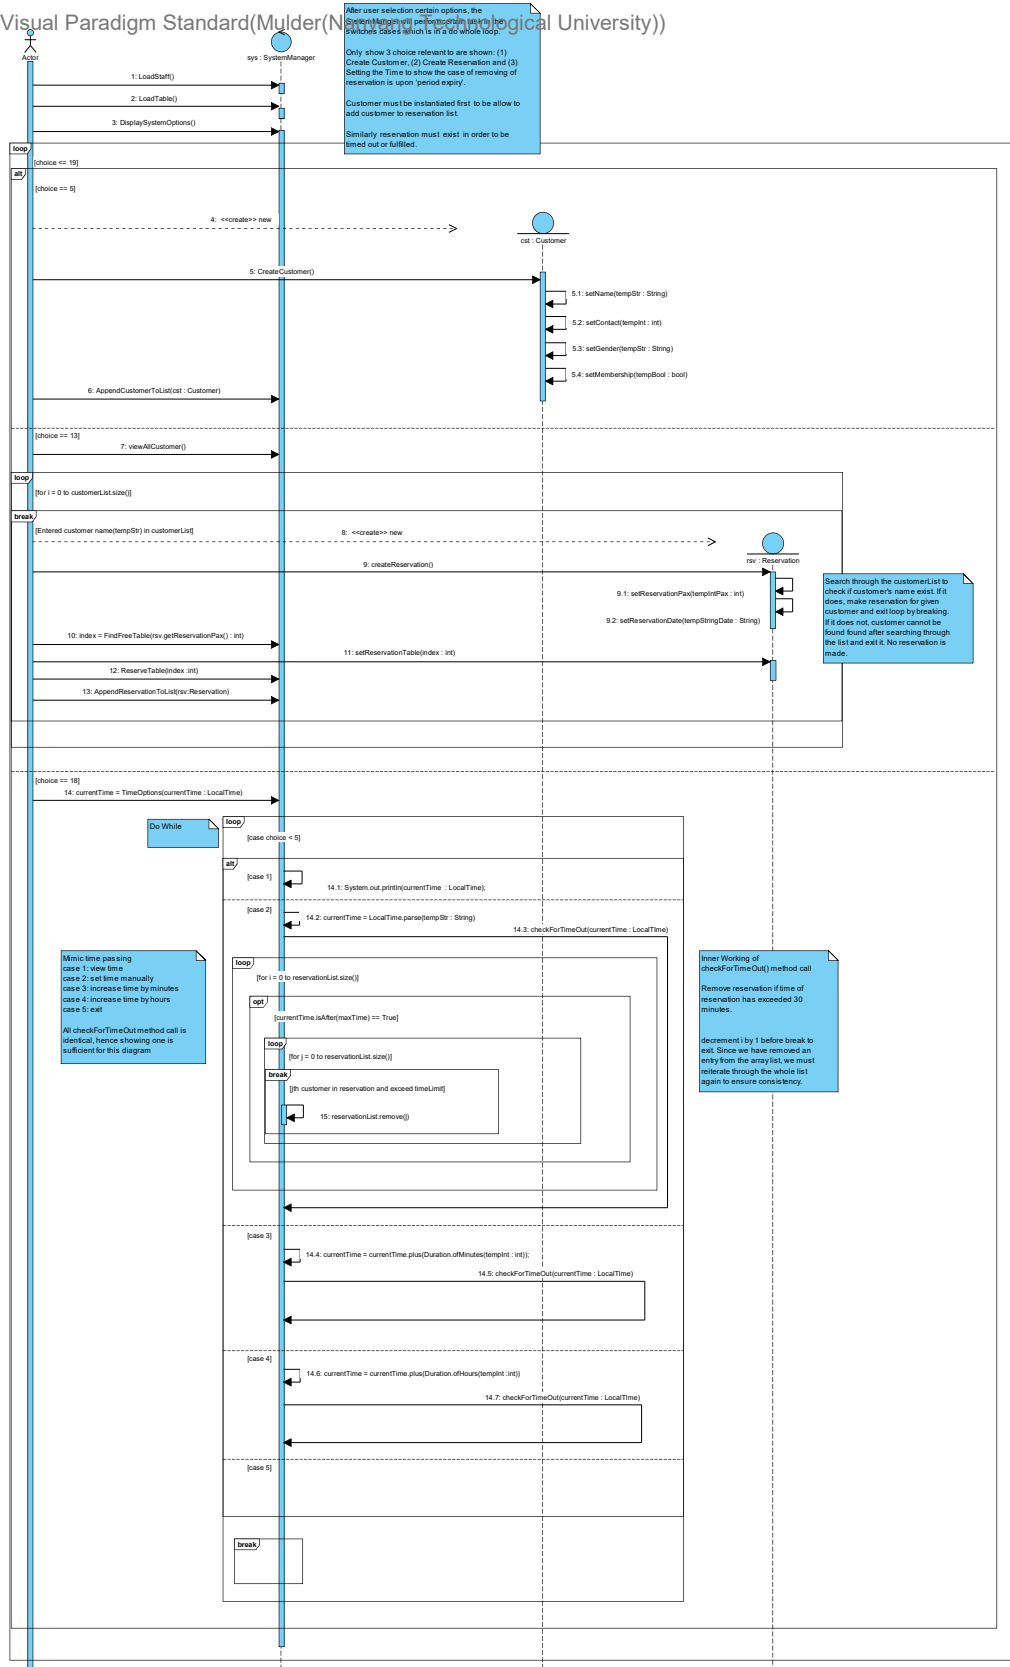 Visual Paradigm Standard(Mulder(Nanyang Technological University))
After user selection certain options, the
System Manger will perform certain task in the
switches cases which is in a do whole loop.
Only show 3 choice relevant to are shown: (1)
Create Customer, (2) Create Reservation and (3)
Setting the Time to show the case of removing of
reservation is upon 'period expiry'.
Customer must be instantiated first to be allow to
add customer to reservation list.
Similarly reservation must exist in order to be
timed out or fulfilled.
Actor
sys : SystemManager
1: LoadStaff()
2: LoadTable()
3: DisplaySystemOptions()
loop
[choice <= 19]
alt
[choice == 5]
4: <<create>> new
cst : Customer
5: CreateCustomer()
5.1: setName(tempStr : String)
5.2: setContact(tempInt : int)
5.3: setGender(tempStr : String)
5.4: setMembership(tempBool : bool)
6: AppendCustomerToList(cst : Customer)
[choice == 13]
7: viewAllCustomer()
loop
[for i = 0 to customerList.size()]
break
[Entered customer name(tempStr) in customerList]
8: <<create>> new
rsv : Reservation
9: createReservation()
9.1: setReservationPax(tempIntPax : int)
9.2: setReservationDate(tempStringDate : String)
Search through the customerList to
check if customer's name exist. If it
does, make reservation for given
customer and exit loop by breaking.
If it does not, customer cannot be
found found after searching through
the list and exit it. No reservation is
made.
10: index = FindFreeTable(rsv.getReservationPax() : int)
11: setReservationTable(index : int)
12: ReserveTable(index :int)
13: AppendReservationToList(rsv:Reservation)
[choice == 18]
14: currentTime = TimeOptions(currentTime : LocalTime)
Do While
loop
[case choice < 5]
alt
[case 1]
14.1: System.out.println(currentTime : LocalTime);
[case 2]
14.2: currentTime = LocalTime.parse(tempStr : String)
14.3: checkForTimeOut(currentTime : LocalTIme)
Mimic time passing
case 1: view time
case 2: set time manually
case 3: increase time by minutes
case 4: increase time by hours
case 5: exit
All checkForTimeOut method call is
identical, hence showing one is
sufficient for this diagram
loop
[for i = 0 to reservationList.size()]
opt
[currentTime.isAfter(maxTime) == True]
loop
[for j = 0 to reservationList.size()]
break
[jth customer in reservation and exceed timeLimit]
15: reservationList.remove(j)
Inner Working of
checkForTimeOut() method call
Remove reservation if time of
reservation has exceeded 30
minutes.
decrement i by 1 before break to
exit. Since we have removed an
entry from the array list, we must
reiterate through the whole list
again to ensure consistency.
[case 3]
14.4: currentTime = currentTime.plus(Duration.ofMinutes(tempInt : int));
14.5: checkForTimeOut(currentTime : LocalTIme)
[case 4]
14.6: currentTime = currentTime.plus(Duration.ofHours(tempInt :int))
14.7: checkForTimeOut(currentTime : LocalTIme)
[case 5]
break